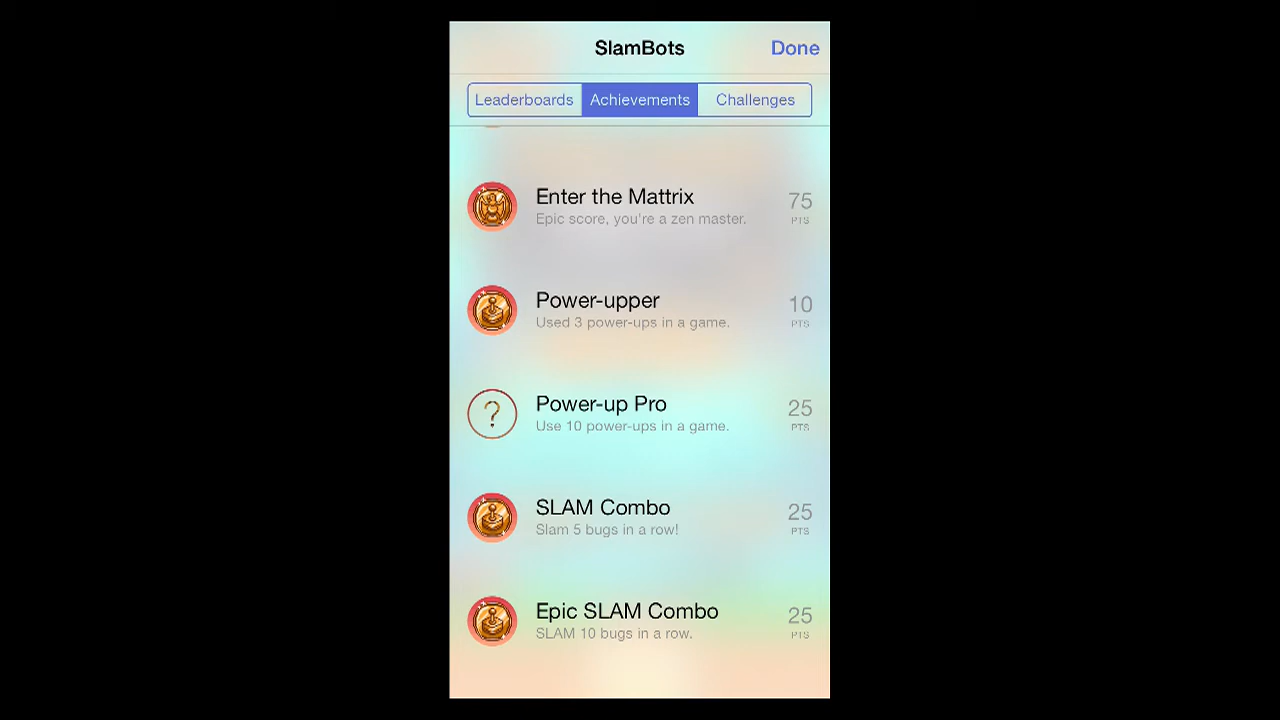 SlamBots
Done
Leaderboards
Achievements
Challenges
Enter the Mattrix
Epic score, you're a zen master.
75
PTS
Power-upper
Used 3 power-ups in a game.
10
PTS
?
Power-up Pro
Use 10 power-ups in a game.
25
PTS
SLAM Combo
Slam 5 bugs in a row!
25
PTS
Epic SLAM Combo
SLAM 10 bugs in a row.
25
PTS